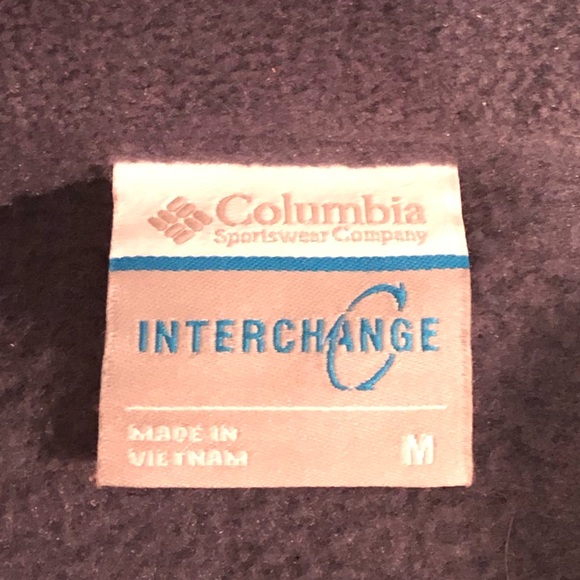 Columbia
Sportswear Company
INTERCHANGE
MADE IN
VIETNAM
M